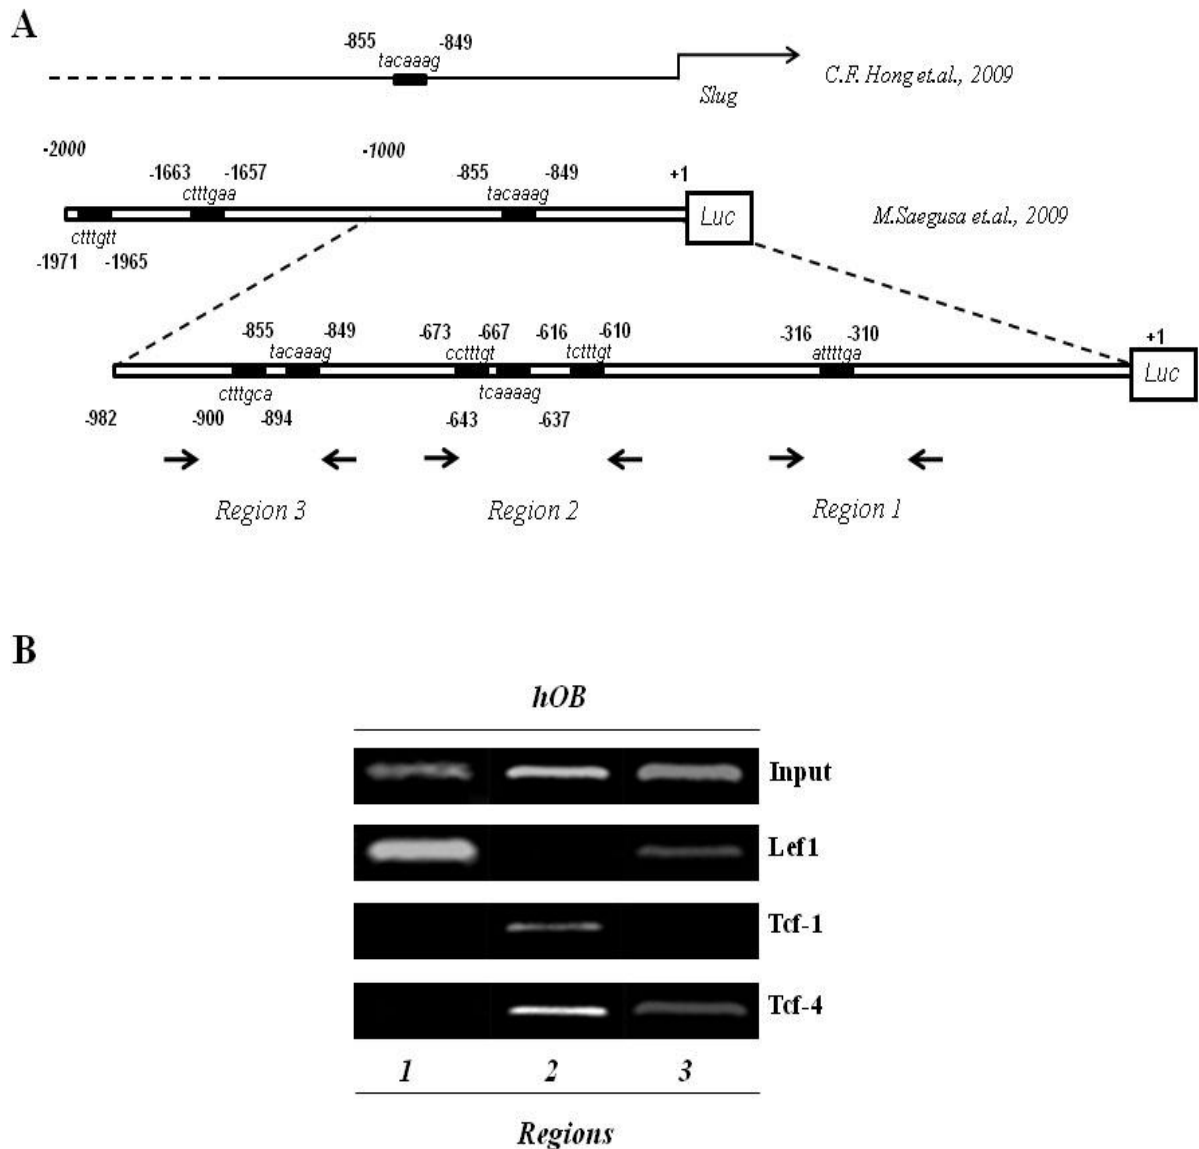 A
-855 -849
tacaaag
C.F. Hong et.al., 2009
Slug
-2000 -1000
-1663 -1657 -855 -849 +1
ctttgaa tacaaag
Luc
M.Saegusa et.al., 2009
ctttgtt
-1971 -1965
-855 -849 -673 -667 -616 -610 -316 -310 +1
tacaaag cctttgt tctttgt attttga
Luc
ctttgca tcaaaag
-982 -900 -894 -643 -637
Region 3 Region 2 Region 1
B
hOB
Input
Lef1
Tcf-1
Tcf-4
1 2 3
Regions